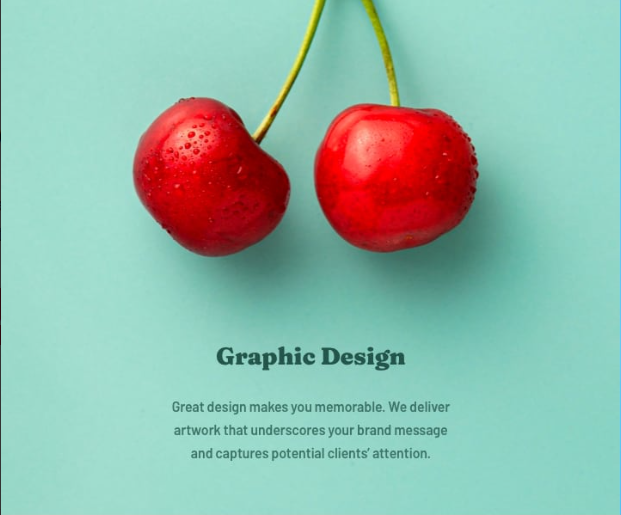 Graphic Design
Great design makes you memorable. We deliver
artwork that underscores your brand message
and captures potential clients’ attention.